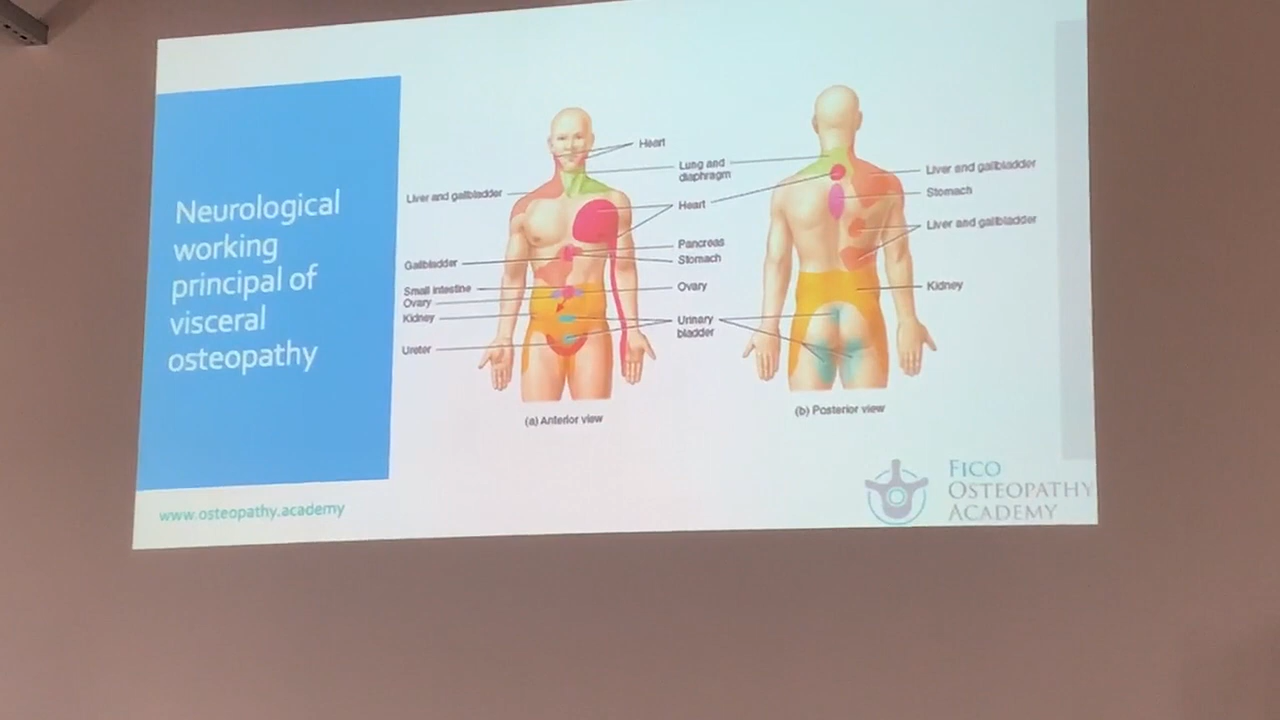 Neurological
working
principal of
visceral
osteopathy
www.osteopathy.academy
Liver and gallbladder
Gallbladder
Small intestine
Ovary
Kidney
Ureter
Heart
Lung and
diaphragm
Heart
Pancreas
Stomach
Ovary
Urinary
bladder
(a) Anterior view
Liver and gallbladder
Stomach
Liver and gallbladder
Kidney
(b) Posterior view
FICO
OSTEOPATHY
ACADEMY